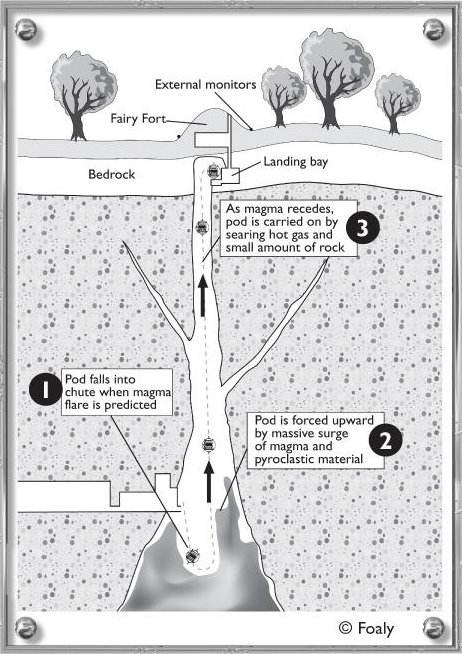 External monitors
Fairy Fort
Landing bay
Bedrock
As magma recedes,
pod is carried on by
searing hot gas and
small amount of rock
3
1
Pod falls into
chute when magma
flare is predicted
Pod is forced upward
by massive surge
of magma and
pyroclastic material
2
© Foaly